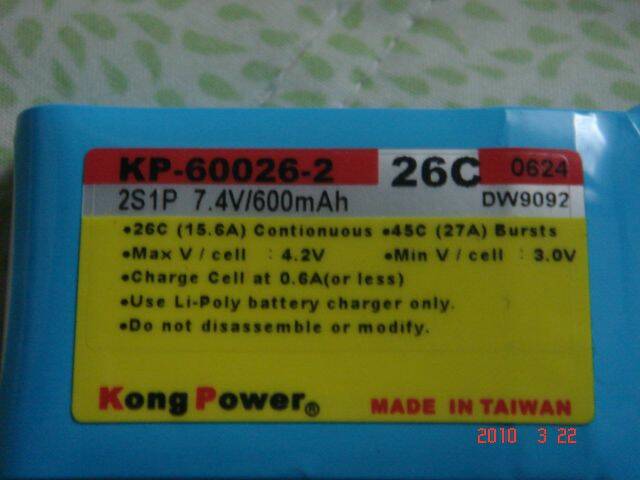 KP-60026-2 26C 0624
2S1P 7.4V/600mAh DW9092
•26C (15.6A) Contionuous •45C (27A) Bursts
•Max V / cell : 4.2V •Min V / cell : 3.0V
•Charge Cell at 0.6A(or less)
•Use Li-Poly battery charger only.
•Do not disassemble or modify.
Kong Power® MADE IN TAIWAN
2010 3 22